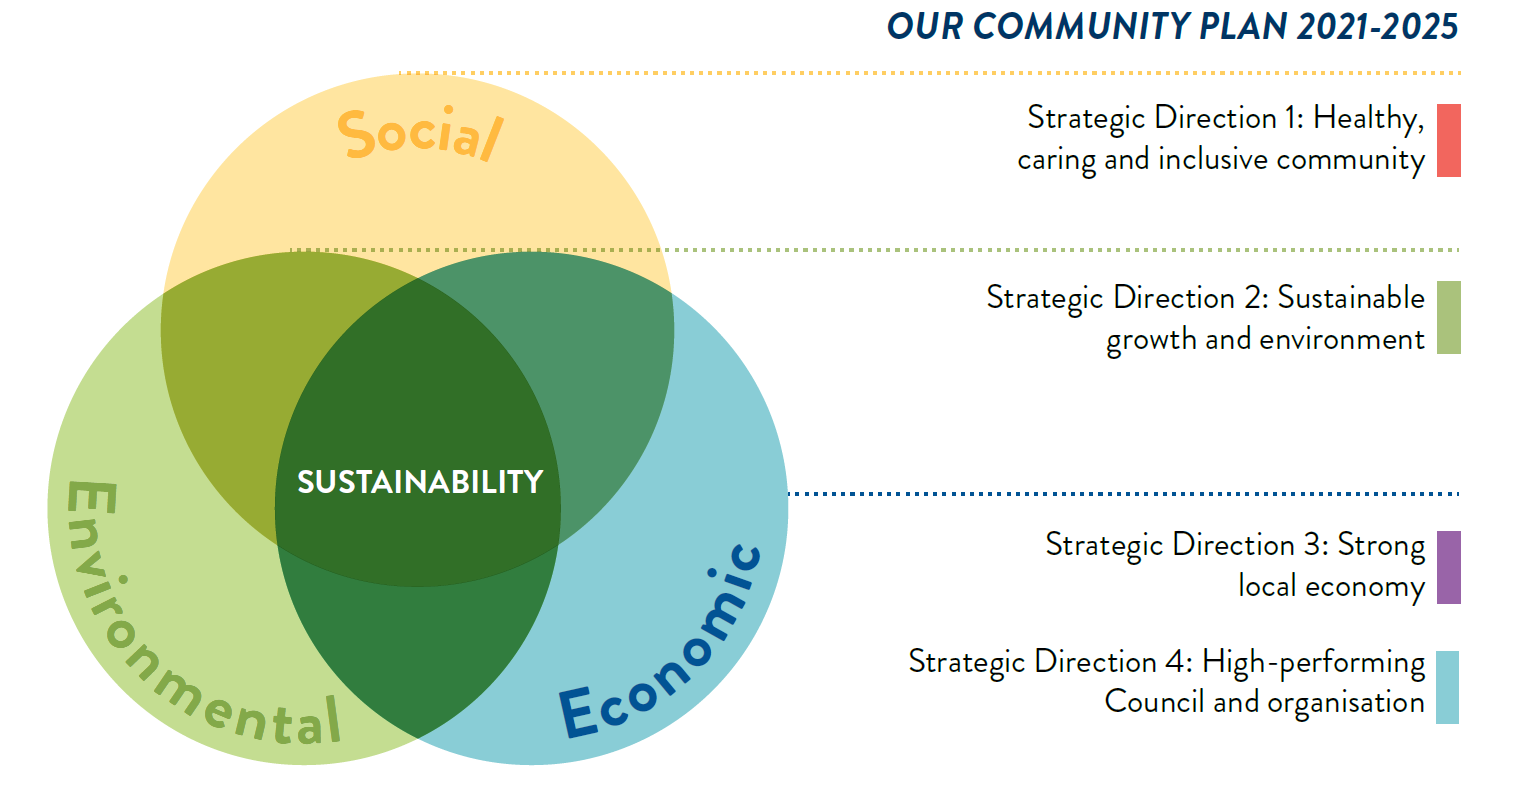 OUR COMMUNITY PLAN 2021-2025
Social
Strategic Direction 1: Healthy,
caring and inclusive community
Strategic Direction 2: Sustainable
growth and environment
SUSTAINABILITY
Environmental
Economic
Strategic Direction 3: Strong
local economy
Strategic Direction 4: High-performing
Council and organisation